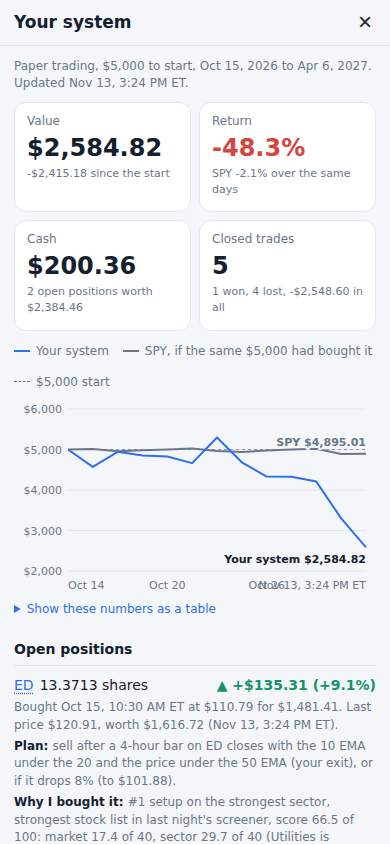 Your system ✕
Paper trading, $5,000 to start, Oct 15, 2026 to Apr 6, 2027.
Updated Nov 13, 3:24 PM ET.
Value
$2,584.82
-$2,415.18 since the start
Return
-48.3%
SPY -2.1% over the same
days
Cash
$200.36
2 open positions worth
$2,384.46
Closed trades
5
1 won, 4 lost, -$2,548.60 in
all
Your system
SPY, if the same $5,000 had bought it
$5,000 start
$6,000
$5,000
$4,000
$3,000
$2,000
SPY $4,895.01
Your system $2,584.82
Oct 14
Oct 20
Oct 26
Nov 13, 3:24 PM ET
▶ Show these numbers as a table
Open positions
ED 13.3713 shares ▲ +$135.31 (+9.1%)
Bought Oct 15, 10:30 AM ET at $110.79 for $1,481.41. Last
price $120.91, worth $1,616.72 (Nov 13, 3:24 PM ET).
Plan: sell after a 4-hour bar on ED closes with the 10 EMA
under the 20 and the price under the 50 EMA (your exit), or
if it drops 8% (to $101.88).
Why I bought it: #1 setup on the strongest sector,
strongest stock list in last night's screener, score 66.5 of
100: market 17.4 of 40, sector 29.7 of 40 (Utilities is